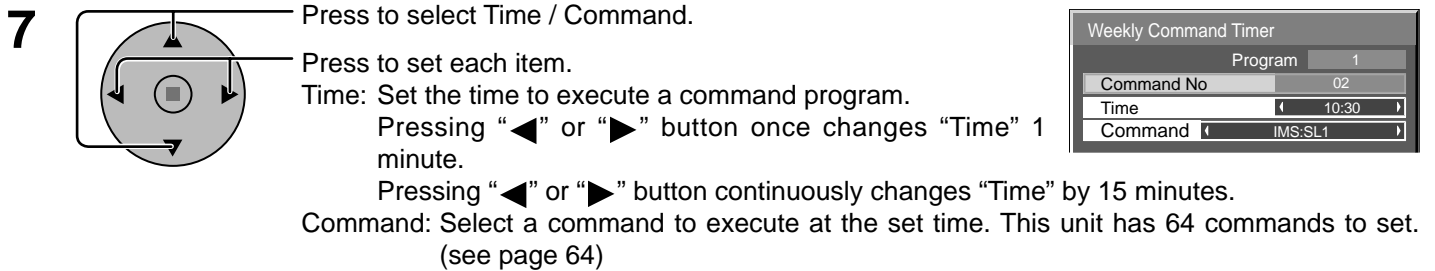 7
Press to select Time / Command.
Press to set each item.
Time: Set the time to execute a command program.
Pressing “◀” or “▶” button once changes “Time” 1
minute.
Pressing “◀” or “▶” button continuously changes “Time” by 15 minutes.
Command: Select a command to execute at the set time. This unit has 64 commands to set.
(see page 64)
Weekly Command Timer
Program 1
Command No 02
Time 10:30
Command IMS:SL1